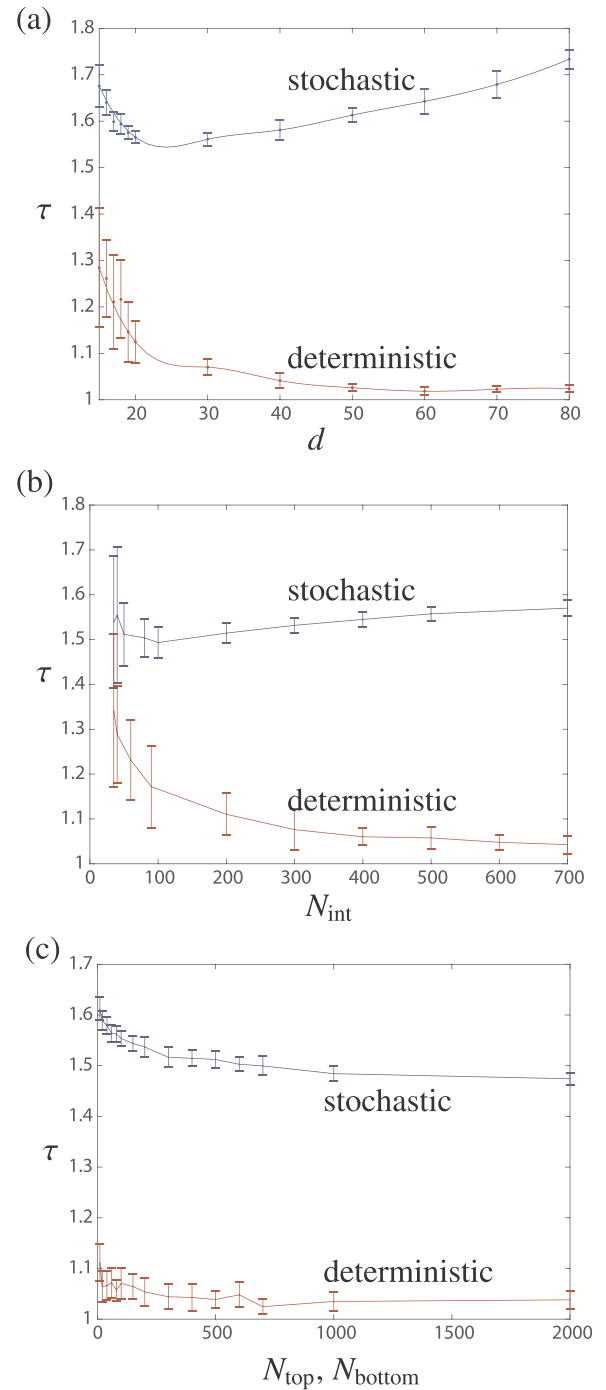 (a)
1.8
1.7
stochastic
1.6
1.5
τ
1.4
1.3
1.2
deterministic
1.1
1
20 30 40 50 60 70 80
d
(b)
1.8
1.7
1.6
stochastic
1.5
τ
1.4
1.3
1.2
deterministic
1.1
1
0 100 200 300 400 500 600 700
N_int
(c)
1.7
1.6
1.5
stochastic
1.4
τ
1.3
1.2
1.1
deterministic
1
0 500 1000 1500 2000
N_top, N_bottom